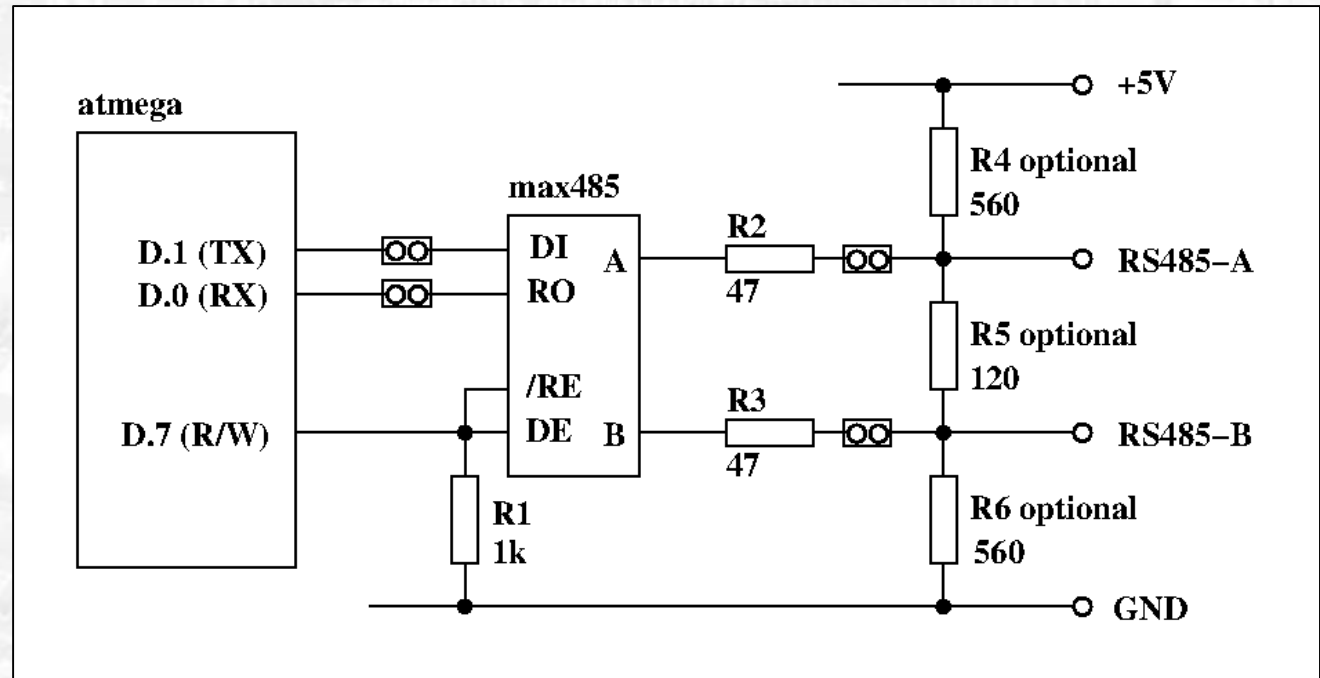 +5V
atmega
R4 optional
560
max485
R2
D.1 (TX)
DI
A
RS485-A
D.0 (RX)
RO
47
R5 optional
120
/RE
R3
D.7 (R/W)
DE
B
RS485-B
47
R1
1k
R6 optional
560
GND